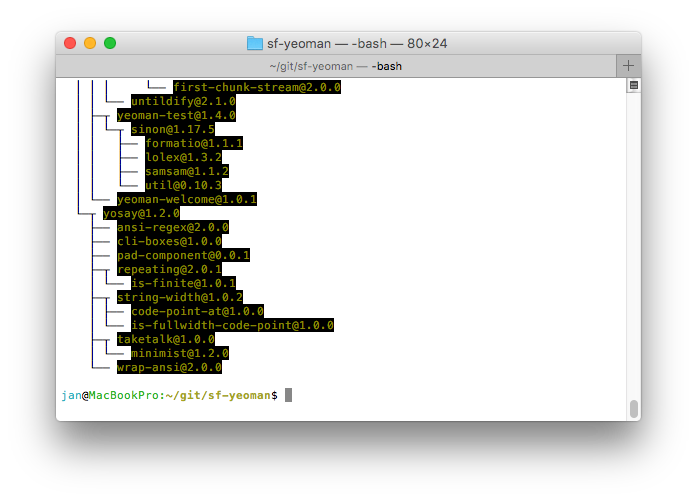 sf-yeoman — -bash — 80×24
~/git/sf-yeoman — -bash
first-chunk-stream@2.0.0
untildify@2.1.0
yeoman-test@1.4.0
sinon@1.17.5
formatio@1.1.1
lolex@1.3.2
samsam@1.1.2
util@0.10.3
yeoman-welcome@1.0.1
yosay@1.2.0
ansi-regex@2.0.0
cli-boxes@1.0.0
pad-component@0.0.1
repeating@2.0.1
is-finite@1.0.1
string-width@1.0.2
code-point-at@1.0.0
is-fullwidth-code-point@1.0.0
taketalk@1.0.0
minimist@1.2.0
wrap-ansi@2.0.0
jan@MacBookPro:~/git/sf-yeoman$